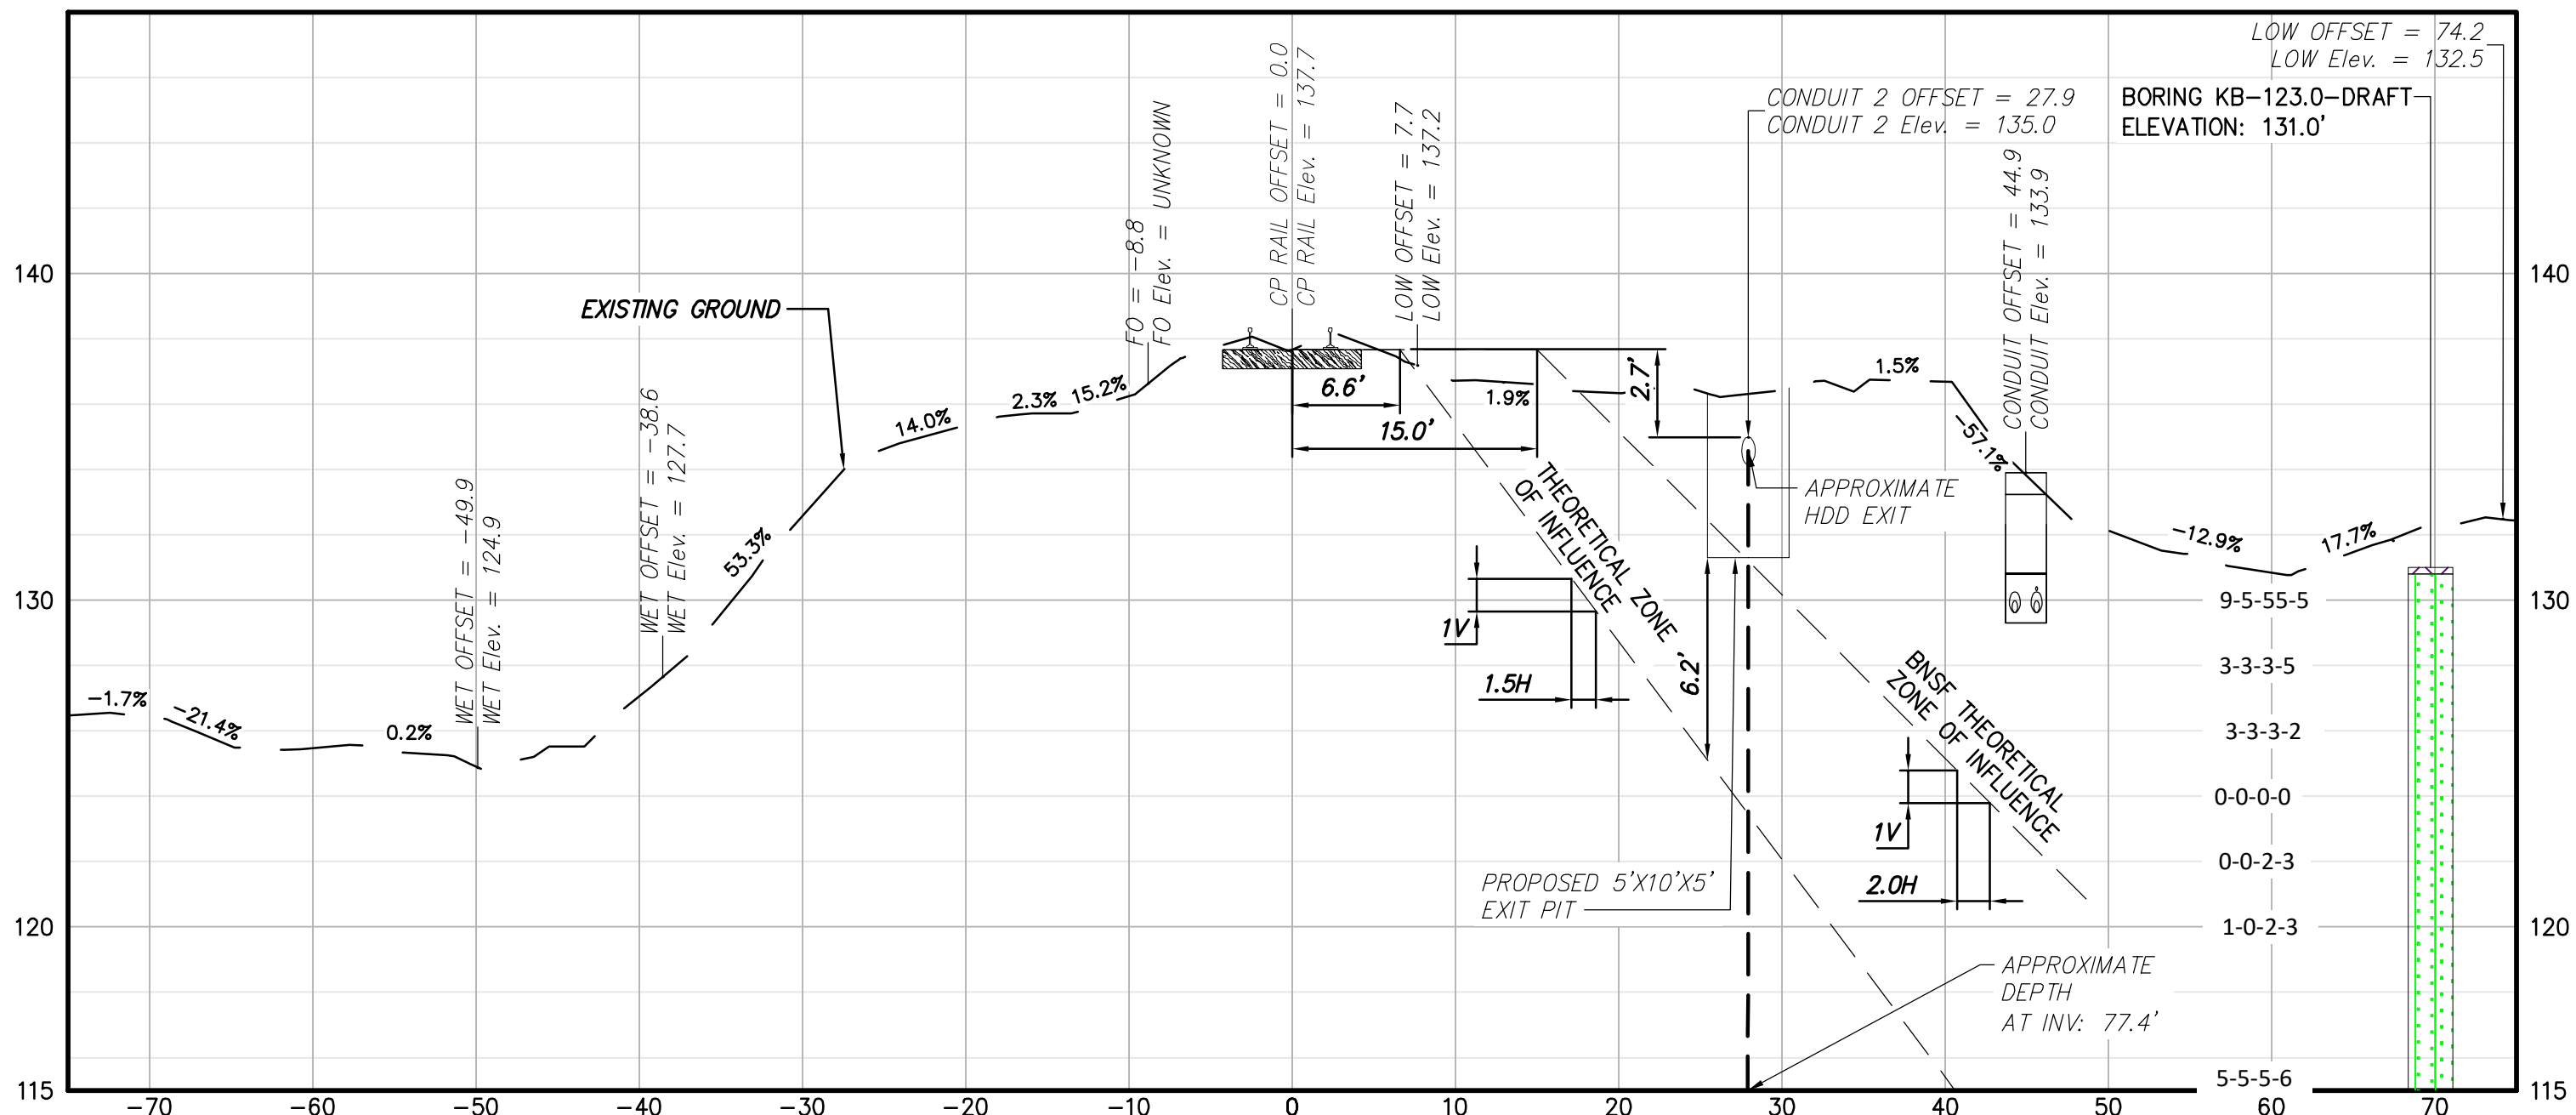 LOW OFFSET = 74.2
LOW Elev. = 132.5
CONDUIT 2 OFFSET = 27.9
CONDUIT 2 Elev. = 135.0
BORING KB-123.0-DRAFT
ELEVATION: 131.0'
CP RAIL OFFSET = 0.0
CP RAIL Elev. = 137.7
FO = -8.8
FO Elev. = UNKNOWN
LOW OFFSET = 7.7
LOW Elev. = 137.2
CONDUIT OFFSET = 44.9
CONDUIT Elev. = 133.9
140
140
EXISTING GROUND
WET OFFSET = -38.6
WET Elev. = 127.7
WET OFFSET = -49.9
WET Elev. = 124.9
-1.7%
-21.4%
0.2%
53.3%
14.0%
2.3%
15.2%
6.6'
15.0'
1.9%
2.7'
1.5%
-57.1%
-12.9%
17.7%
APPROXIMATE
HDD EXIT
THEORETICAL ZONE
OF INFLUENCE
130
130
1V
1.5H
6.2'
BNSF THEORETICAL
ZONE OF INFLUENCE
1V
2.0H
9-5-55-5
3-3-3-5
3-3-3-2
0-0-0-0
0-0-2-3
1-0-2-3
5-5-5-6
PROPOSED 5'X10'X5'
EXIT PIT
120
120
APPROXIMATE
DEPTH
AT INV: 77.4'
115
115
-70 -60 -50 -40 -30 -20 -10 0 10 20 30 40 50 60 70